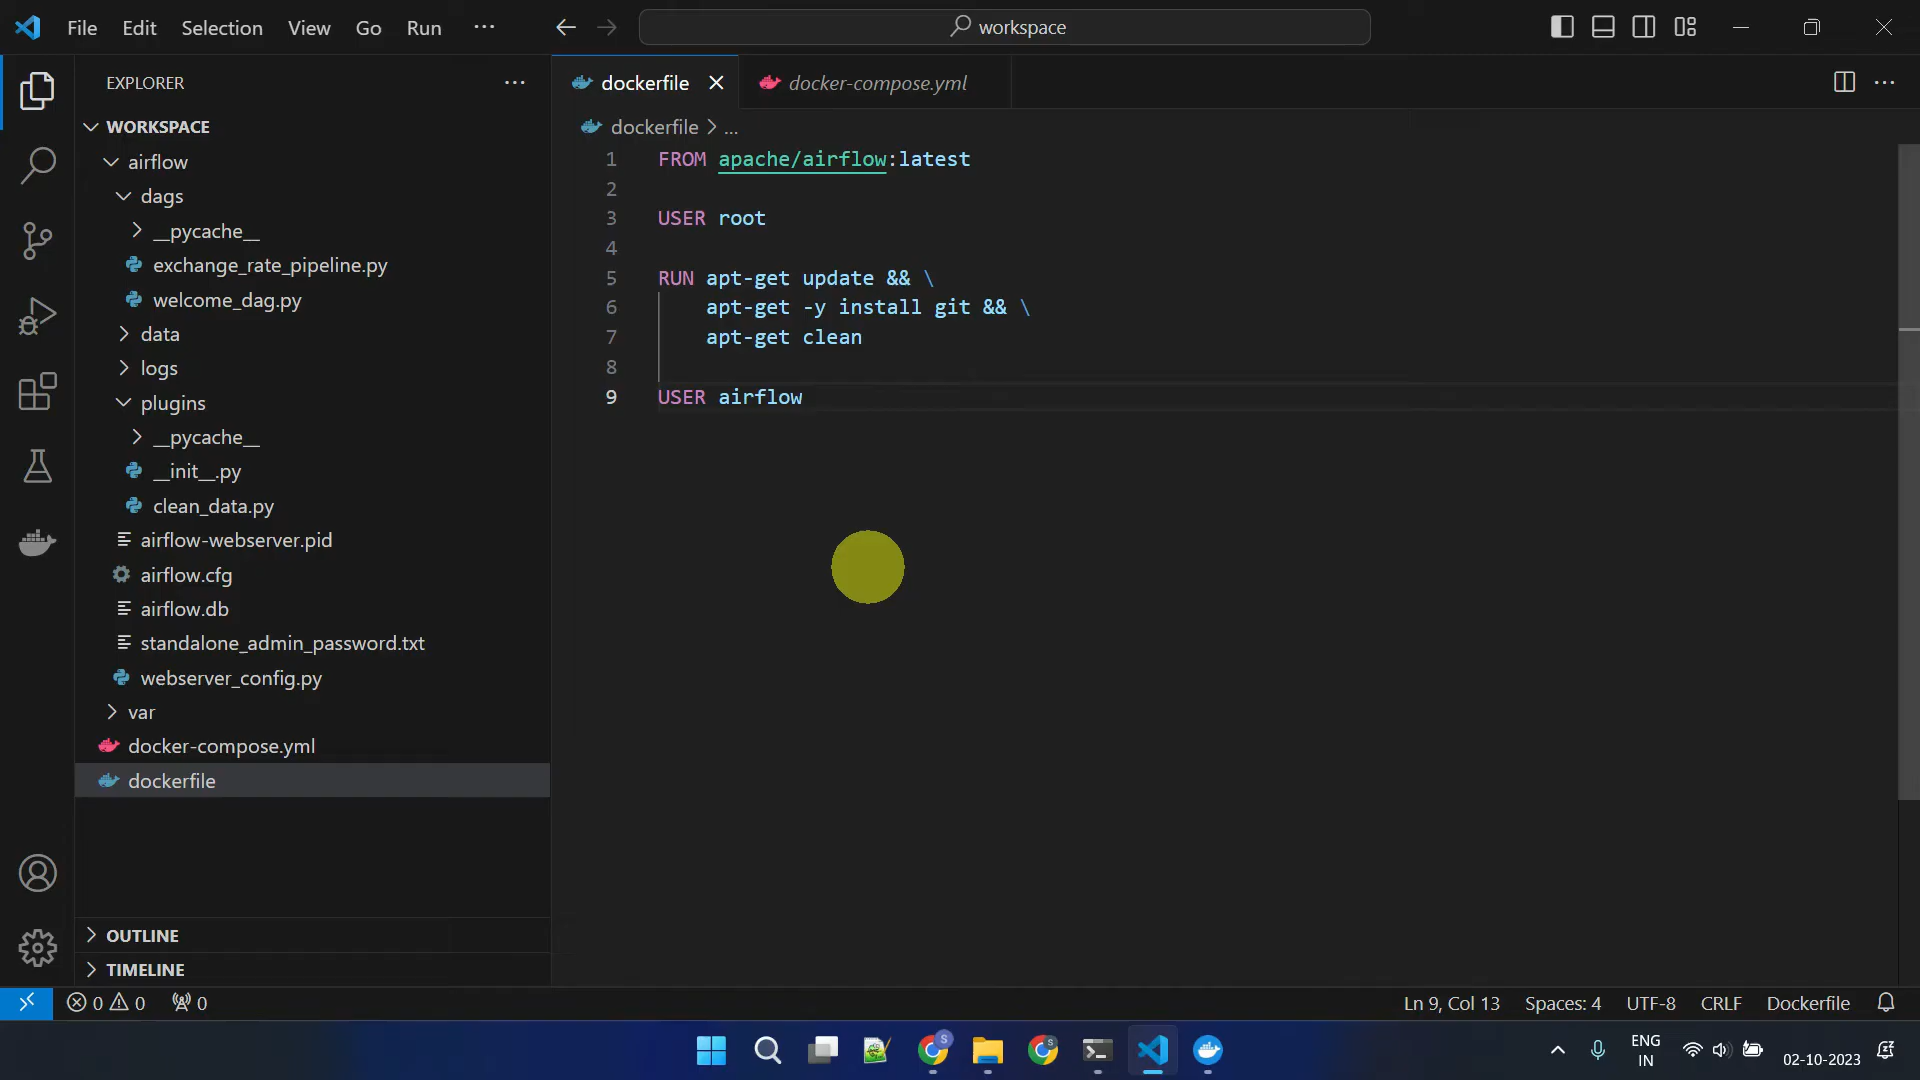 File Edit Selection View Go Run ··· workspace
EXPLORER ···
WORKSPACE
airflow
dags
__pycache__
exchange_rate_pipeline.py
welcome_dag.py
data
logs
plugins
__pycache__
__init__.py
clean_data.py
airflow-webserver.pid
airflow.cfg
airflow.db
standalone_admin_password.txt
webserver_config.py
var
docker-compose.yml
dockerfile
OUTLINE
TIMELINE
dockerfile docker-compose.yml
dockerfile > ...
1 FROM apache/airflow:latest
2
3 USER root
4
5 RUN apt-get update && \
6 apt-get -y install git && \
7 apt-get clean
8
9 USER airflow
0 0 0 Ln 9, Col 13 Spaces: 4 UTF-8 CRLF Dockerfile
S S ENG
IN 02-10-2023